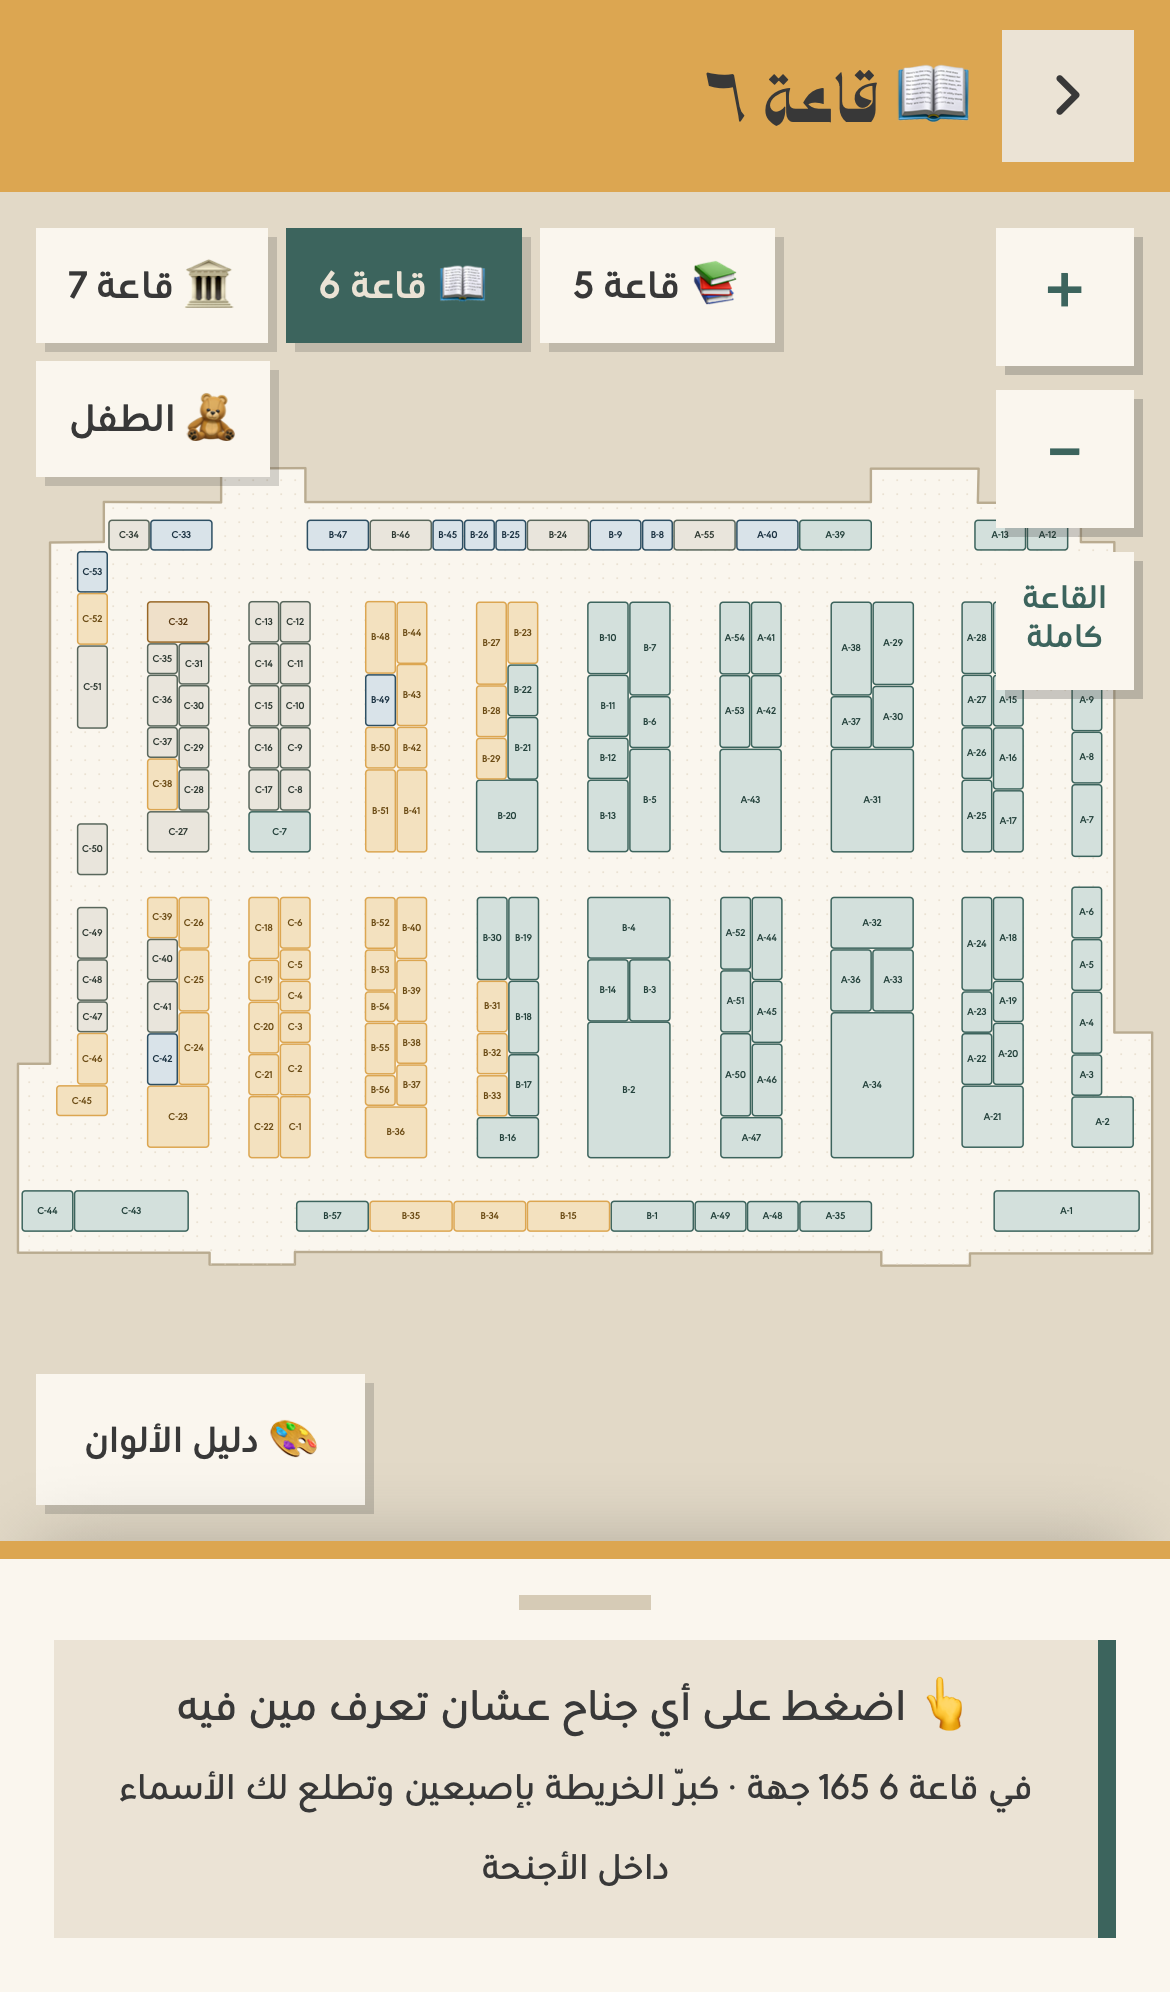 قاعة ٦
قاعة 5
قاعة 6
قاعة 7
الطفل
+
−
القاعة
كاملة
C-34 C-33 B-47 B-46 B-45 B-26 B-25 B-24 B-9 B-8 A-55 A-40 A-39 A-13 A-12
C-53
C-52
C-51
C-50
C-49
C-48
C-47
C-46
C-45
C-32
C-35 C-31
C-36 C-30
C-37 C-29
C-38 C-28
C-27
C-13 C-12
C-14 C-11
C-15 C-10
C-16 C-9
C-17 C-8
C-7
B-48 B-44
B-49 B-43
B-50 B-42
B-51 B-41
B-27 B-23
B-28 B-22
B-29 B-21
B-20
B-10 B-7
B-11 B-6
B-12 B-5
B-13
A-54 A-41
A-53 A-42
A-43
A-38 A-29
A-37 A-30
A-31
A-28
A-27 A-15
A-26 A-16
A-25 A-17
A-9
A-8
A-7
C-39 C-26
C-40 C-25
C-41 C-24
C-42
C-23
C-18 C-6
C-19 C-5
C-4
C-20 C-3
C-21 C-2
C-22 C-1
B-52 B-40
B-53 B-39
B-54 B-38
B-55 B-37
B-56
B-36
B-30 B-19
B-31 B-18
B-32 B-17
B-33
B-16
B-4
B-14 B-3
B-2
A-52 A-44
A-51 A-45
A-50 A-46
A-47
A-32
A-36 A-33
A-34
A-24 A-18
A-23 A-19
A-22 A-20
A-21
A-6
A-5
A-4
A-3
A-2
C-44 C-43 B-57 B-35 B-34 B-15 B-1 A-49 A-48 A-35 A-1
دليل الألوان
اضغط على أي جناح عشان تعرف مين فيه
في قاعة 6 165 جهة · كبرّ الخريطة بإصبعين وتطلع لك الأسماء
داخل الأجنحة